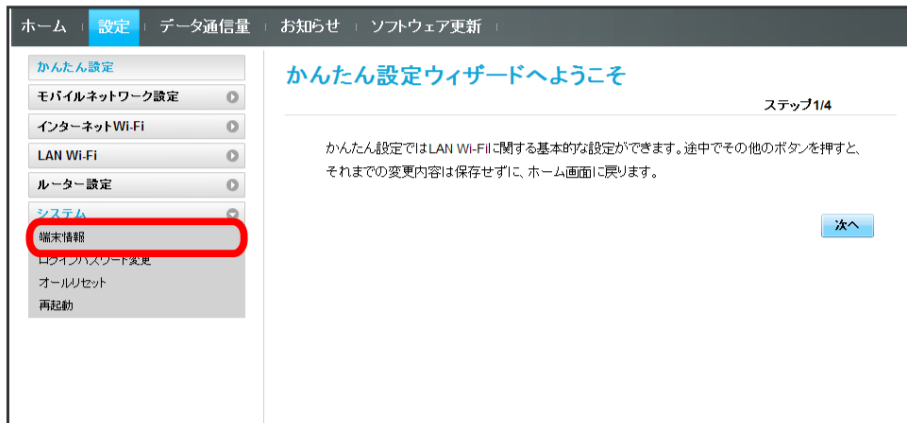 ホーム 設定 データ通信量 お知らせ ソフトウェア更新
かんたん設定
モバイルネットワーク設定
インターネットWi-Fi
LAN Wi-Fi
ルーター設定
システム
端末情報
ログインパスワード変更
オールリセット
再起動
かんたん設定ウィザードへようこそ
ステップ1/4
かんたん設定ではLAN Wi-Fiに関する基本的な設定ができます。途中でその他のボタンを押すと、
それまでの変更内容は保存せずに、ホーム画面に戻ります。
次へ